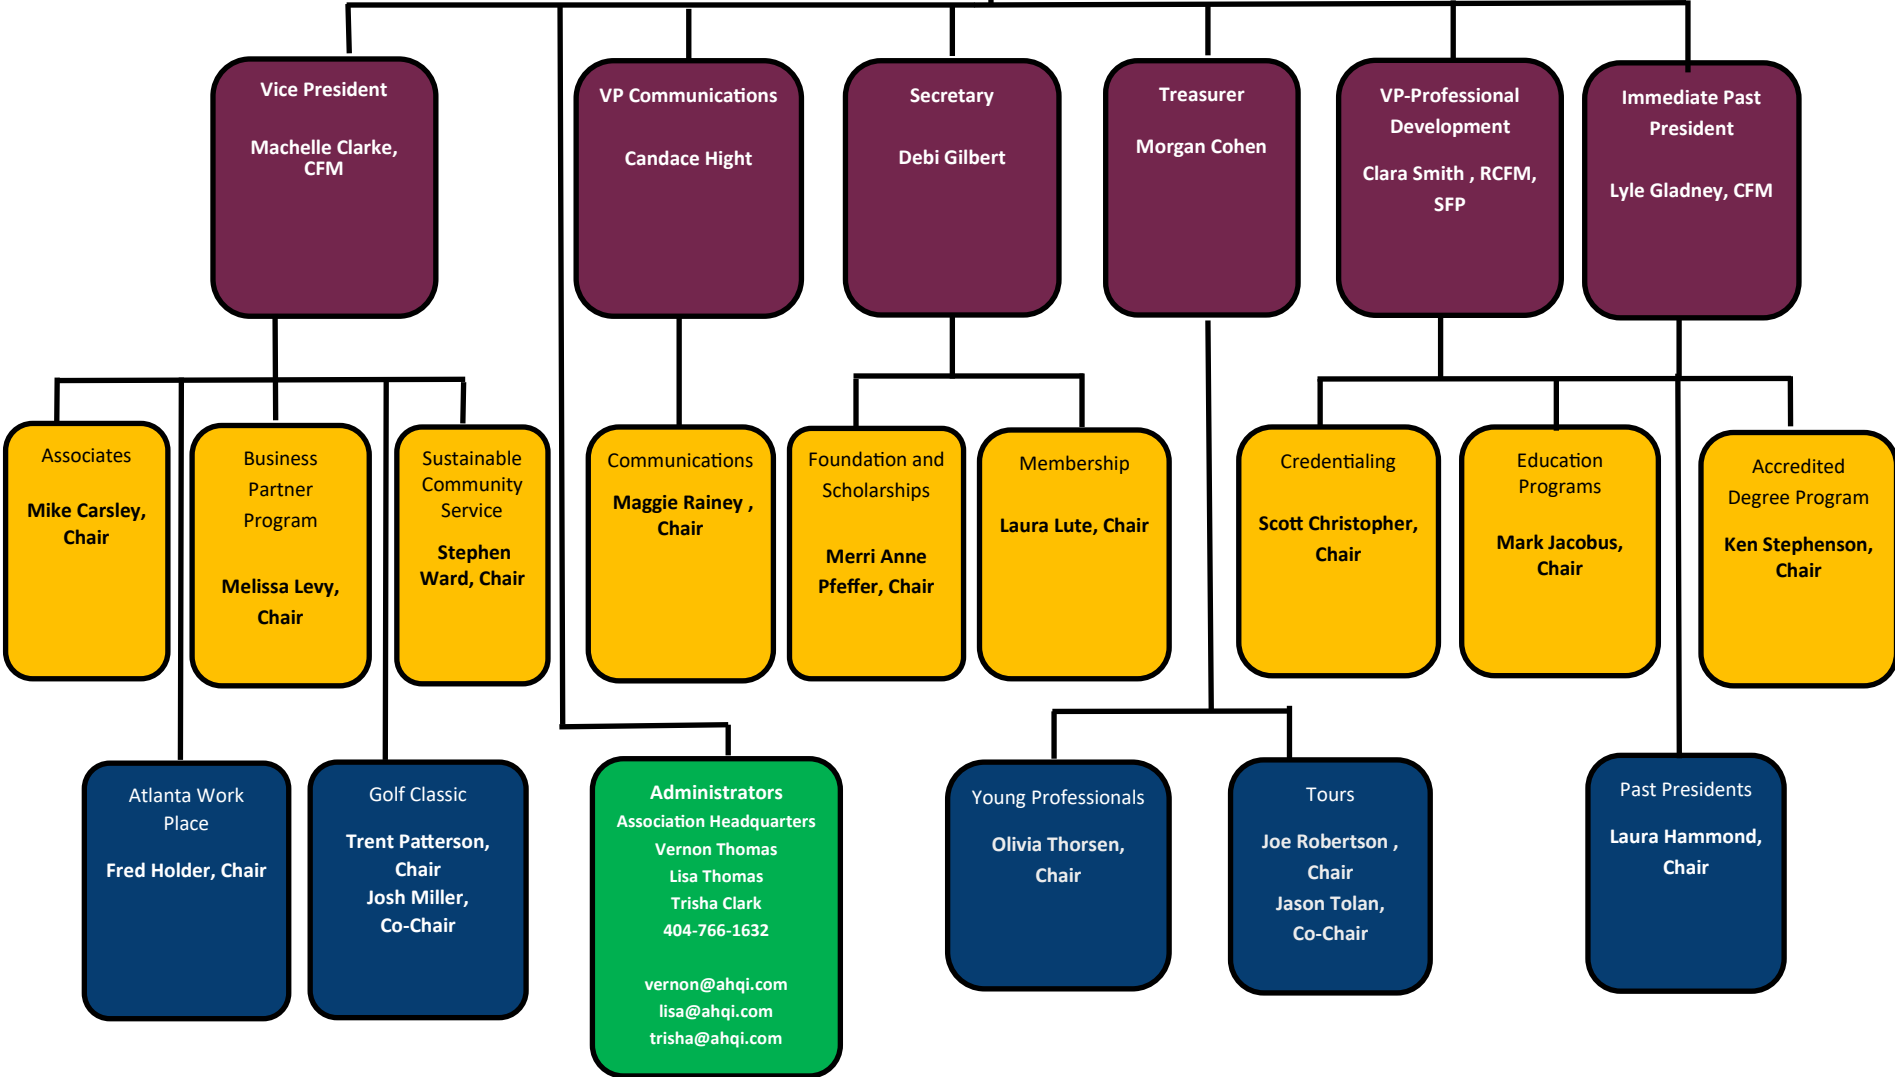 Vice President
Machelle Clarke,
CFM
VP Communications
Candace Hight
Secretary
Debi Gilbert
Treasurer
Morgan Cohen
VP-Professional
Development
Clara Smith , RCFM,
SFP
Immediate Past
President
Lyle Gladney, CFM
Associates
Mike Carsley,
Chair
Business
Partner
Program
Melissa Levy,
Chair
Sustainable
Community
Service
Stephen
Ward, Chair
Communications
Maggie Rainey ,
Chair
Foundation and
Scholarships
Merri Anne
Pfeffer, Chair
Membership
Laura Lute, Chair
Credentialing
Scott Christopher,
Chair
Education
Programs
Mark Jacobus,
Chair
Accredited
Degree Program
Ken Stephenson,
Chair
Atlanta Work
Place
Fred Holder, Chair
Golf Classic
Trent Patterson,
Chair
Josh Miller,
Co-Chair
Administrators
Association Headquarters
Vernon Thomas
Lisa Thomas
Trisha Clark
404-766-1632
vernon@ahqi.com
lisa@ahqi.com
trisha@ahqi.com
Young Professionals
Olivia Thorsen,
Chair
Tours
Joe Robertson ,
Chair
Jason Tolan,
Co-Chair
Past Presidents
Laura Hammond,
Chair